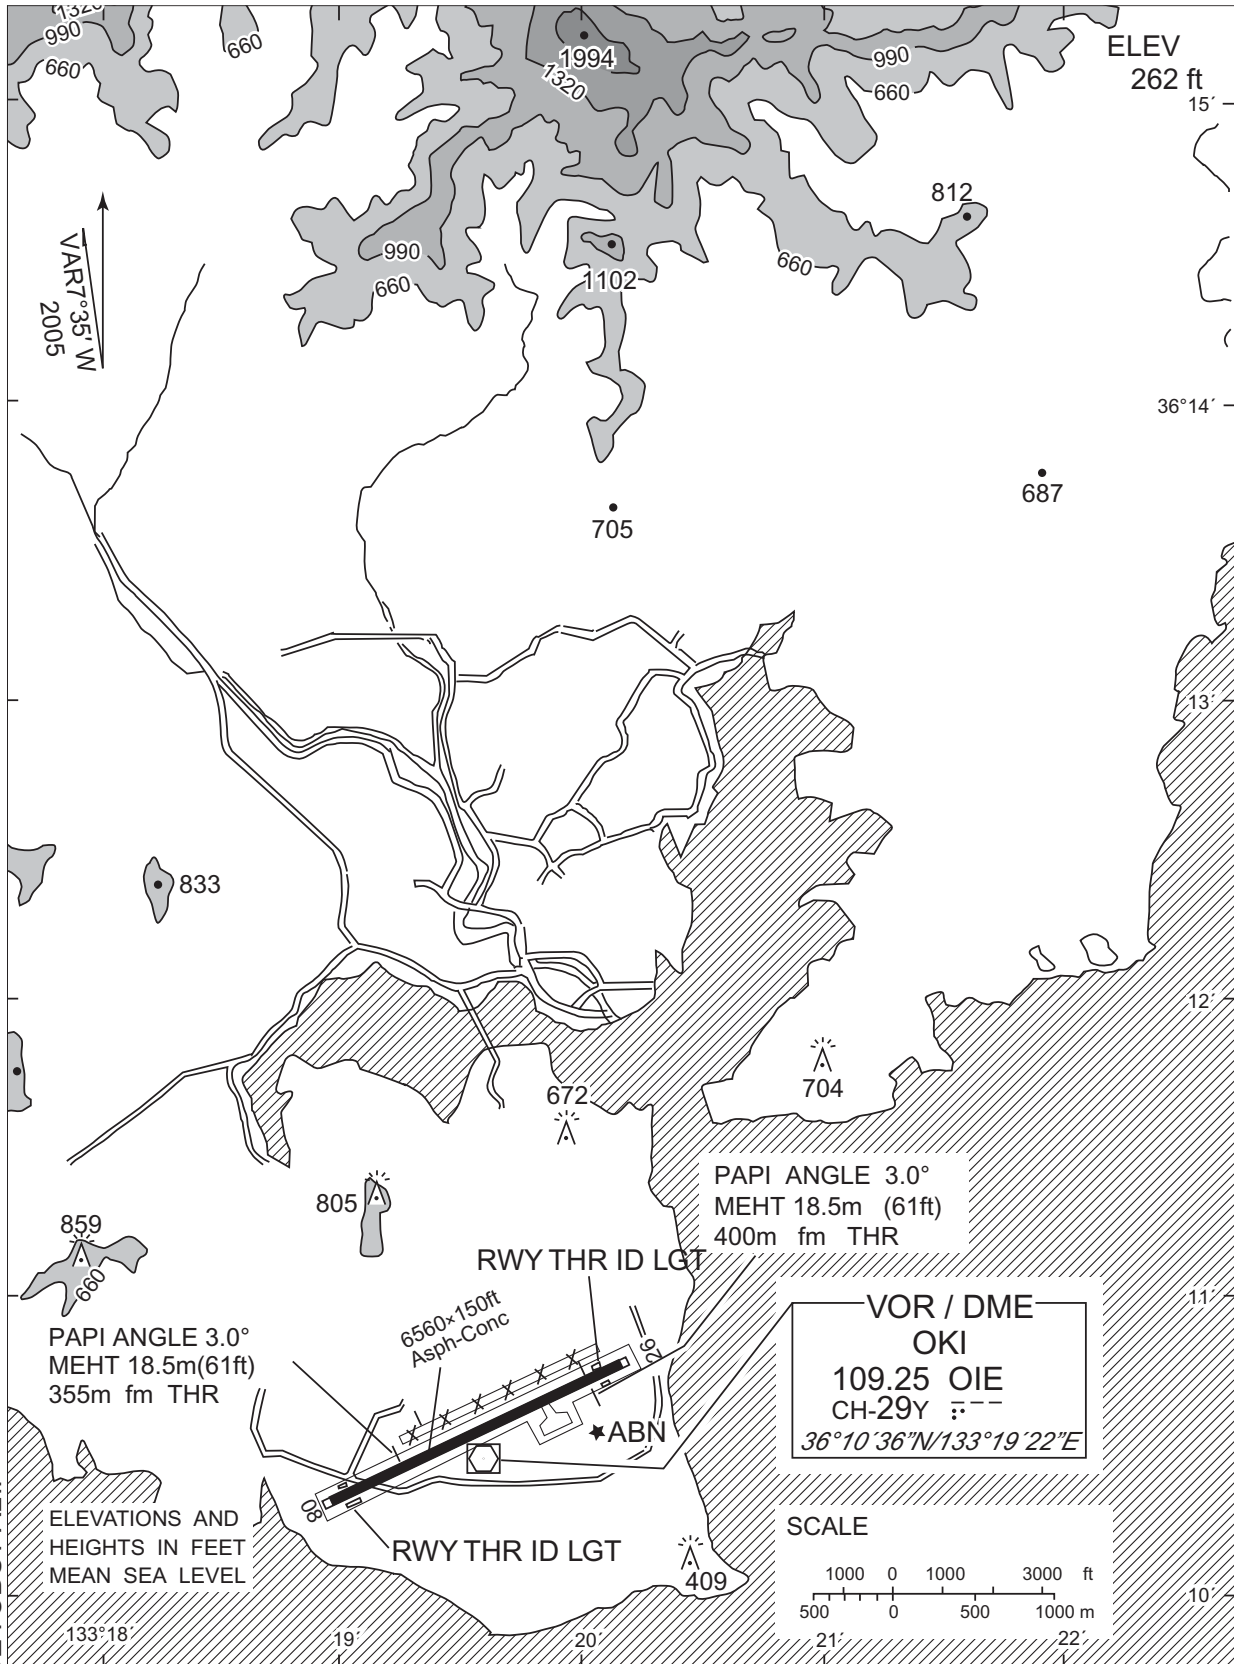 1320
990
660
660
1994
1320
990
660
ELEV
262 ft
15´
812
990
660
1102
660
VAR7°35' W
2005
36°14´
687
705
13´
833
12´
704
672
805
859
660
PAPI ANGLE 3.0°
MEHT 18.5m (61ft)
400m fm THR
RWY THR ID LGT
6560×150ft
Asph-Conc
11´
PAPI ANGLE 3.0°
MEHT 18.5m(61ft)
355m fm THR
26
VOR / DME
OKI
109.25 OIE
CH-29Y
36°10´36”N/133°19´22”E
ABN
08
ELEVATIONS AND
HEIGHTS IN FEET
MEAN SEA LEVEL
RWY THR ID LGT
409
SCALE
1000 0 1000 3000 ft
500 0 500 1000 m
10´
133°18´
19´
20´
21´
22´